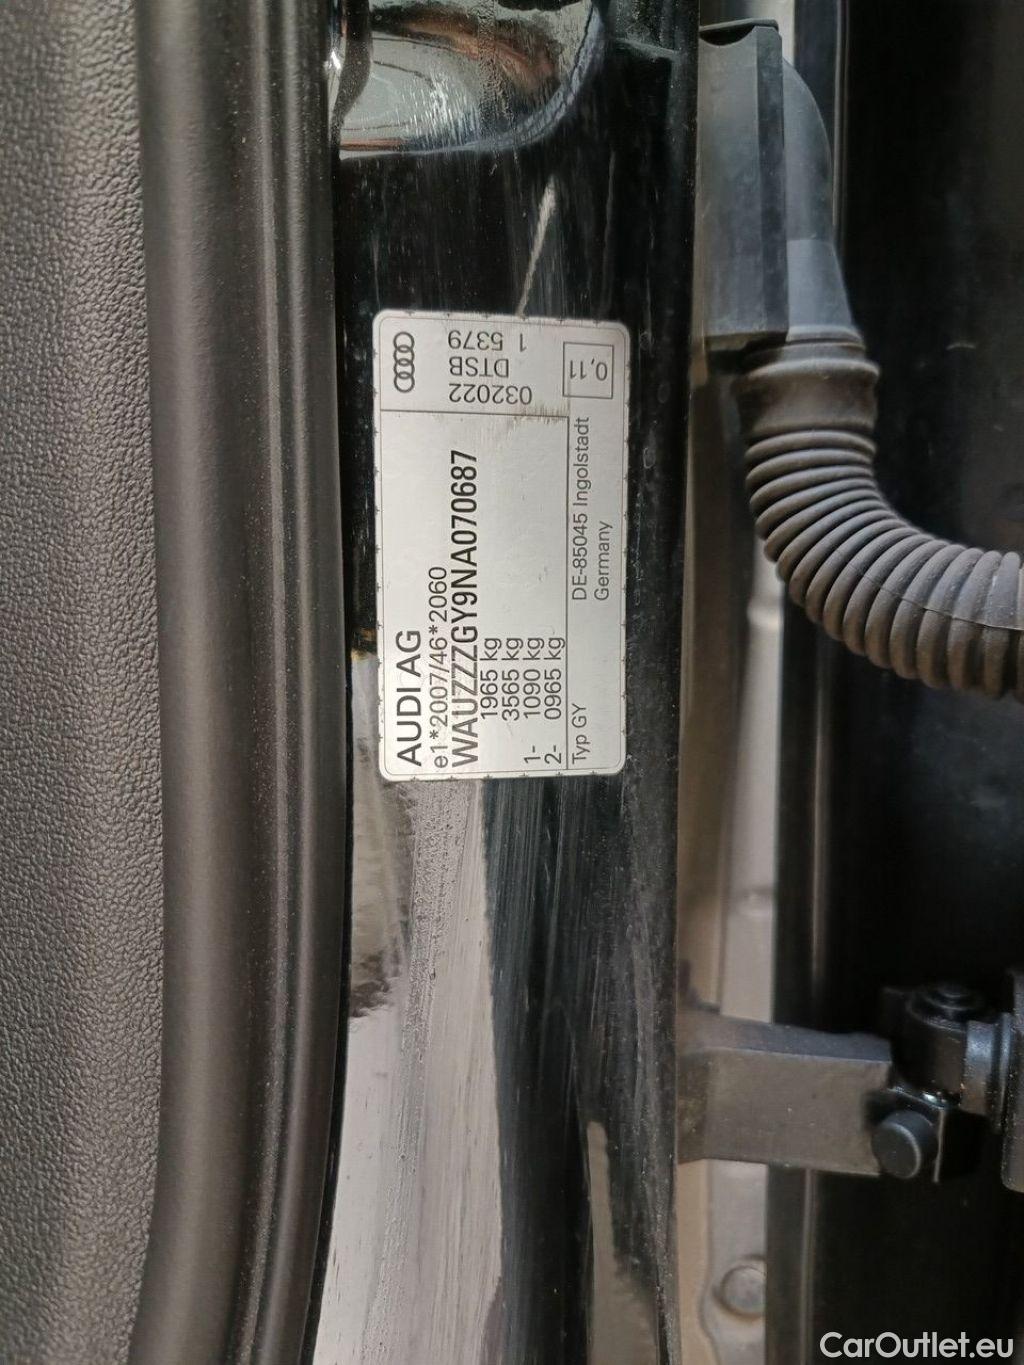 AUDI AG
e1*2007/46*2060
WAUZZZGY9NA070687
1965 kg
3565 kg
1- 1090 kg
2- 0965 kg
Typ GY
DE-85045 Ingolstadt
Germany
032022
DTSB
1 5379
0,11
CarOutlet.eu